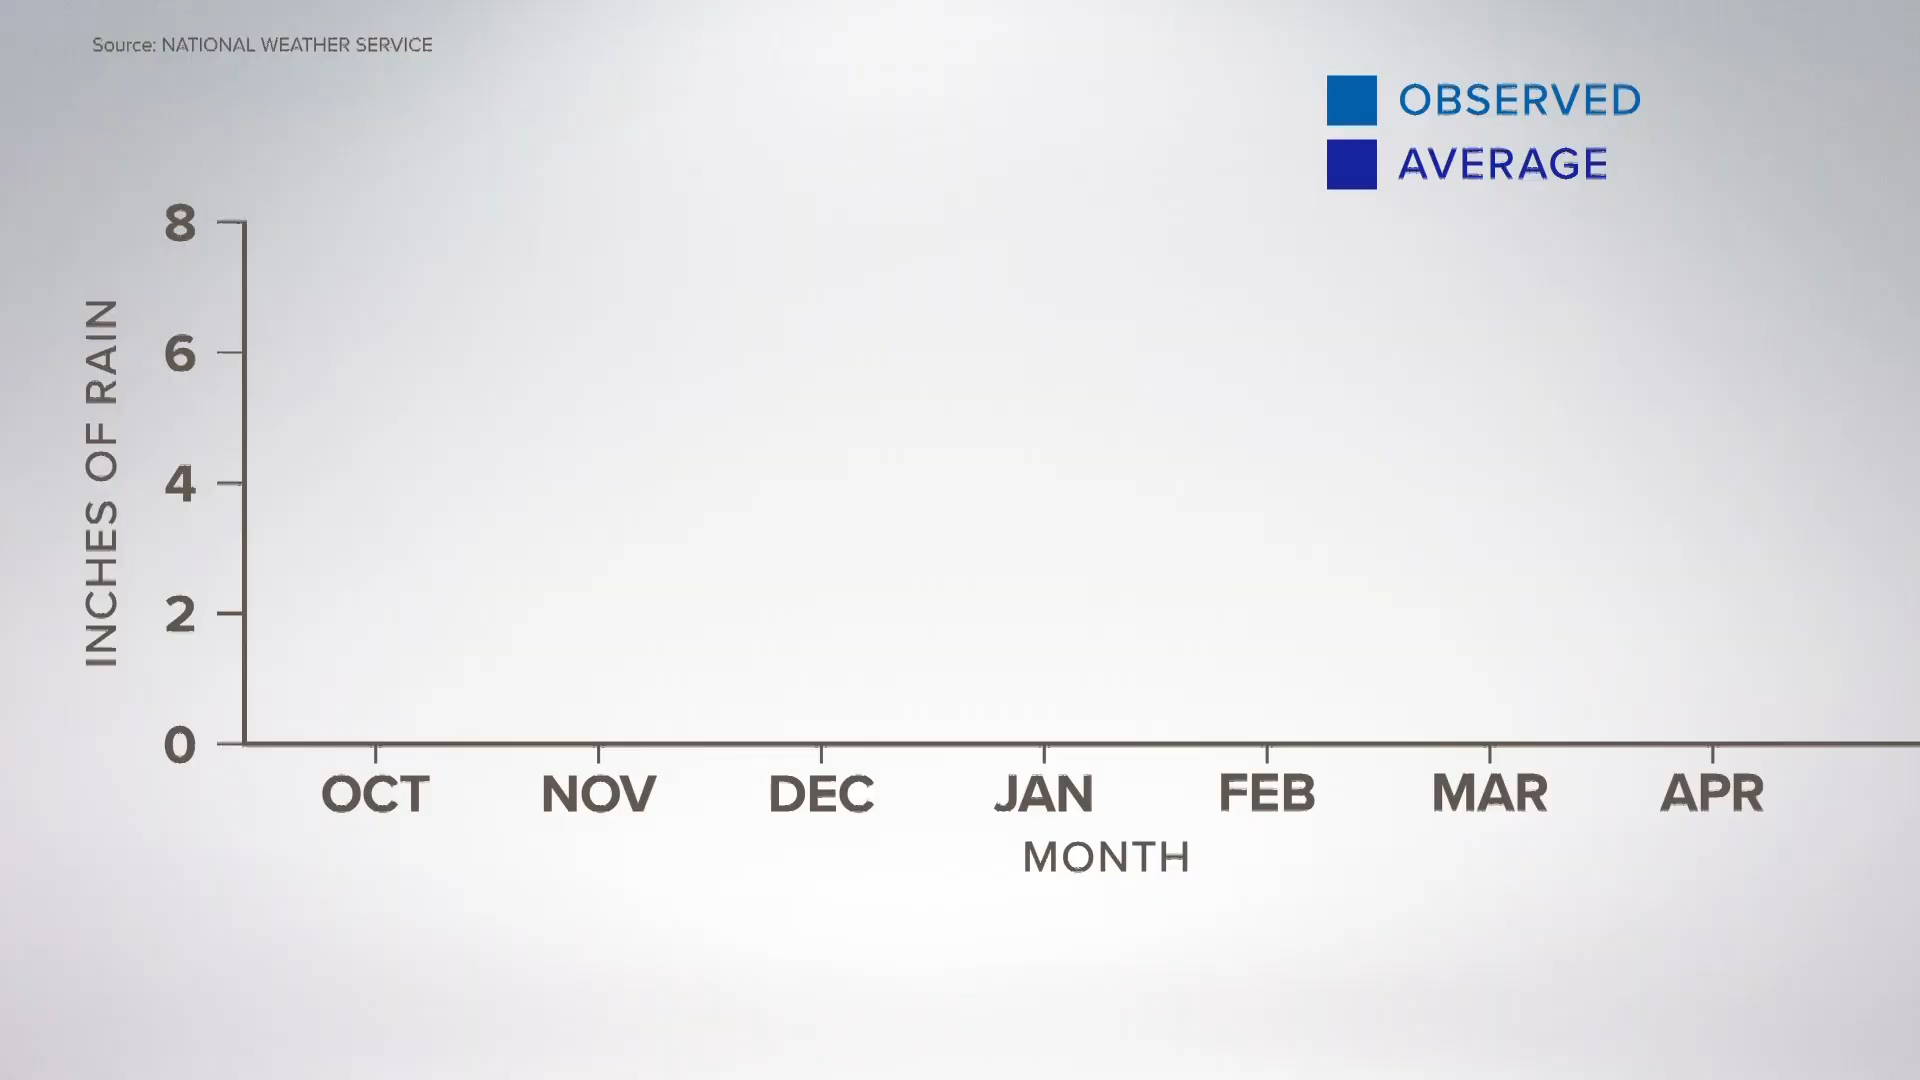 Source: NATIONAL WEATHER SERVICE
OBSERVED
AVERAGE
INCHES OF RAIN
8
6
4
2
0
OCT NOV DEC JAN FEB MAR APR
MONTH